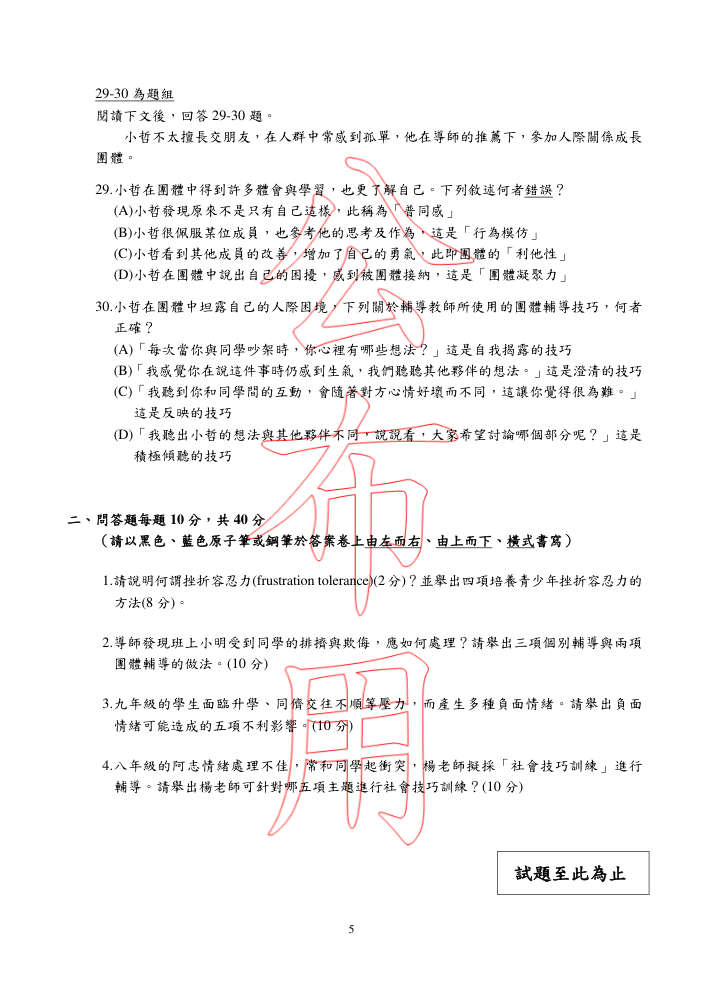 29-30 為題組
閱讀下文後，回答 29-30 題。
小哲不太擅長交朋友，在人群中常感到孤單，他在導師的推薦下，參加人際關係成長
團體。
29.小哲在團體中得到許多體會與學習，也更了解自己。下列敘述何者錯誤？
(A)小哲發現原來不是只有自己這樣，此稱為「普同感」
(B)小哲很佩服某位成員，也參考他的思考及作為，這是「行為模仿」
(C)小哲看到其他成員的改善，增加了自己的勇氣，此即團體的「利他性」
(D)小哲在團體中說出自己的困擾，感到被團體接納，這是「團體凝聚力」
30.小哲在團體中坦露自己的人際困境，下列關於輔導教師所使用的團體輔導技巧，何者
正確？
(A)「每次當你與同學吵架時，你心裡有哪些想法？」這是自我揭露的技巧
(B)「我感覺你在說這件事時仍感到生氣，我們聽聽其他夥伴的想法。」這是澄清的技巧
(C)「我聽到你和同學間的互動，會隨著對方心情好壞而不同，這讓你覺得很為難。」
這是反映的技巧
(D)「我聽出小哲的想法與其他夥伴不同，說說看，大家希望討論哪個部分呢？」這是
積極傾聽的技巧
二、問答題每題 10 分，共 40 分
（請以黑色、藍色原子筆或鋼筆於答案卷上由左而右、由上而下、橫式書寫）
1.請說明何謂挫折容忍力(frustration tolerance)(2 分)？並舉出四項培養青少年挫折容忍力的
方法(8 分)。
2.導師發現班上小明受到同學的排擠與欺侮，應如何處理？請舉出三項個別輔導與兩項
團體輔導的做法。(10 分)
3.九年級的學生面臨升學、同儕交往不順等壓力，而產生多種負面情緒。請舉出負面
情緒可能造成的五項不利影響。(10 分)
4.八年級的阿志情緒處理不佳，常和同學起衝突，楊老師擬採「社會技巧訓練」進行
輔導。請舉出楊老師可針對哪五項主題進行社會技巧訓練？(10 分)
試題至此為止
5
公布用